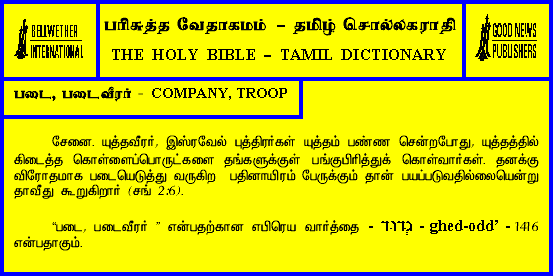 BELLWETHER
INTERNATIONAL
பரிசுத்த வேதாகமம் – தமிழ் சொல்லகராதி
THE HOLY BIBLE – TAMIL DICTIONARY
GOOD NEWS
PUBLISHERS
படை, படைவீரர் - COMPANY, TROOP
சேனை. யுத்தவீரர், இஸ்ரவேல் புத்திரர்கள் யுத்தம் பண்ண சென்றபோது, யுத்தத்தில்
கிடைத்த கொள்ளைப்பொருட்களை தங்களுக்குள் பங்குபிரித்துக் கொள்வார்கள். தனக்கு
விரோதமாக படையெடுத்து வருகிற பதினாயிரம் பேருக்கும் தான் பயப்படுவதில்லையென்று
தாவீது கூறுகிறார் (சங் 2:6).
“படை, படைவீரர் ” என்பதற்கான எபிரெய வார்த்தை - גְּדוּד - ghed-odd’ - 1416
என்பதாகும்.